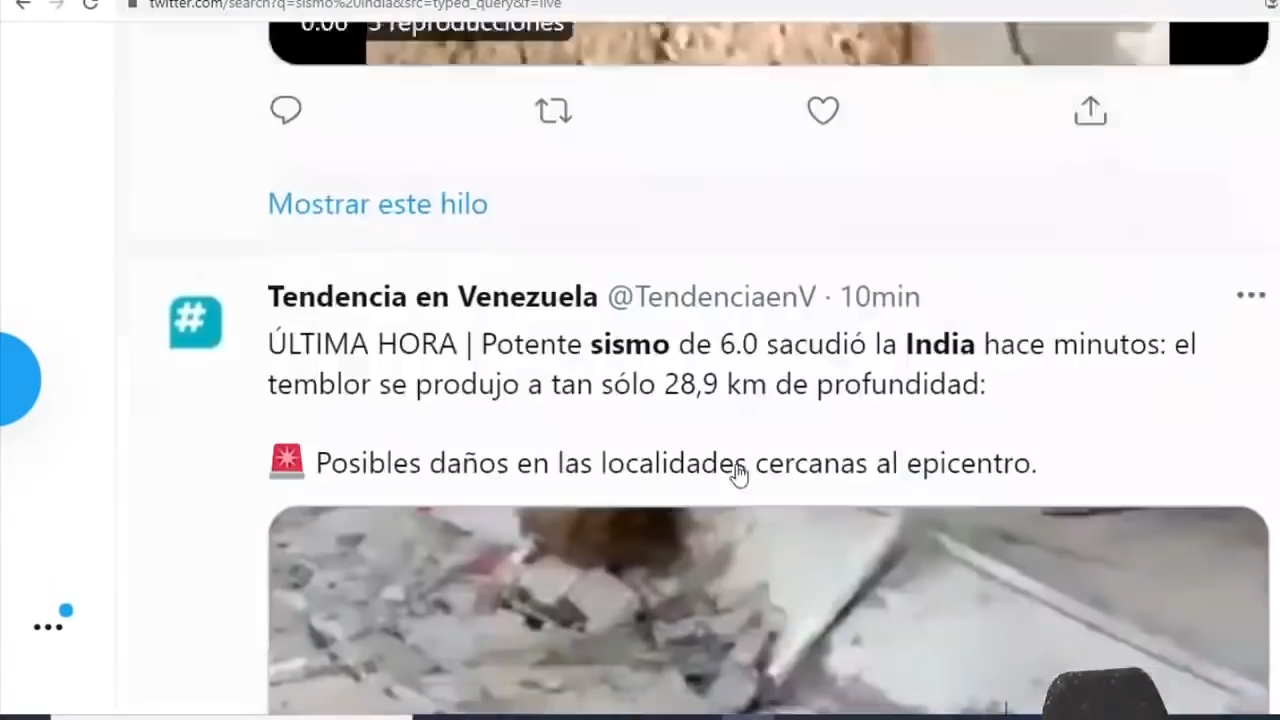 twitter.com/search?q=sismo%20india&src=typed_query&f=live
0:06 3 reproducciones
Mostrar este hilo
Tendencia en Venezuela @TendenciaenV · 10min
ÚLTIMA HORA | Potente sismo de 6.0 sacudió la India hace minutos: el
temblor se produjo a tan sólo 28,9 km de profundidad:
🚨 Posibles daños en las localidades cercanas al epicentro.